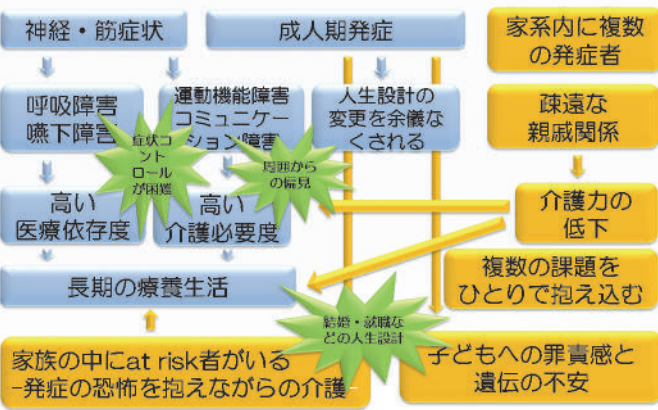 神経・筋症状
成人期発症
家系内に複数
の発症者
呼吸障害
嚥下障害
運動機能障害
コミュニケー
ション障害
人生設計の
変更を余儀な
くされる
疎遠な
親戚関係
症状コ
ント
ロール
が困難
周囲から
の偏見
高い
医療依存度
高い
介護必要度
介護力の
低下
長期の療養生活
複数の課題を
ひとりで抱え込む
結婚・就職な
どの人生設計
家族の中にat risk者がいる
-発症の恐怖を抱えながらの介護-
子どもへの罪責感と
遺伝の不安